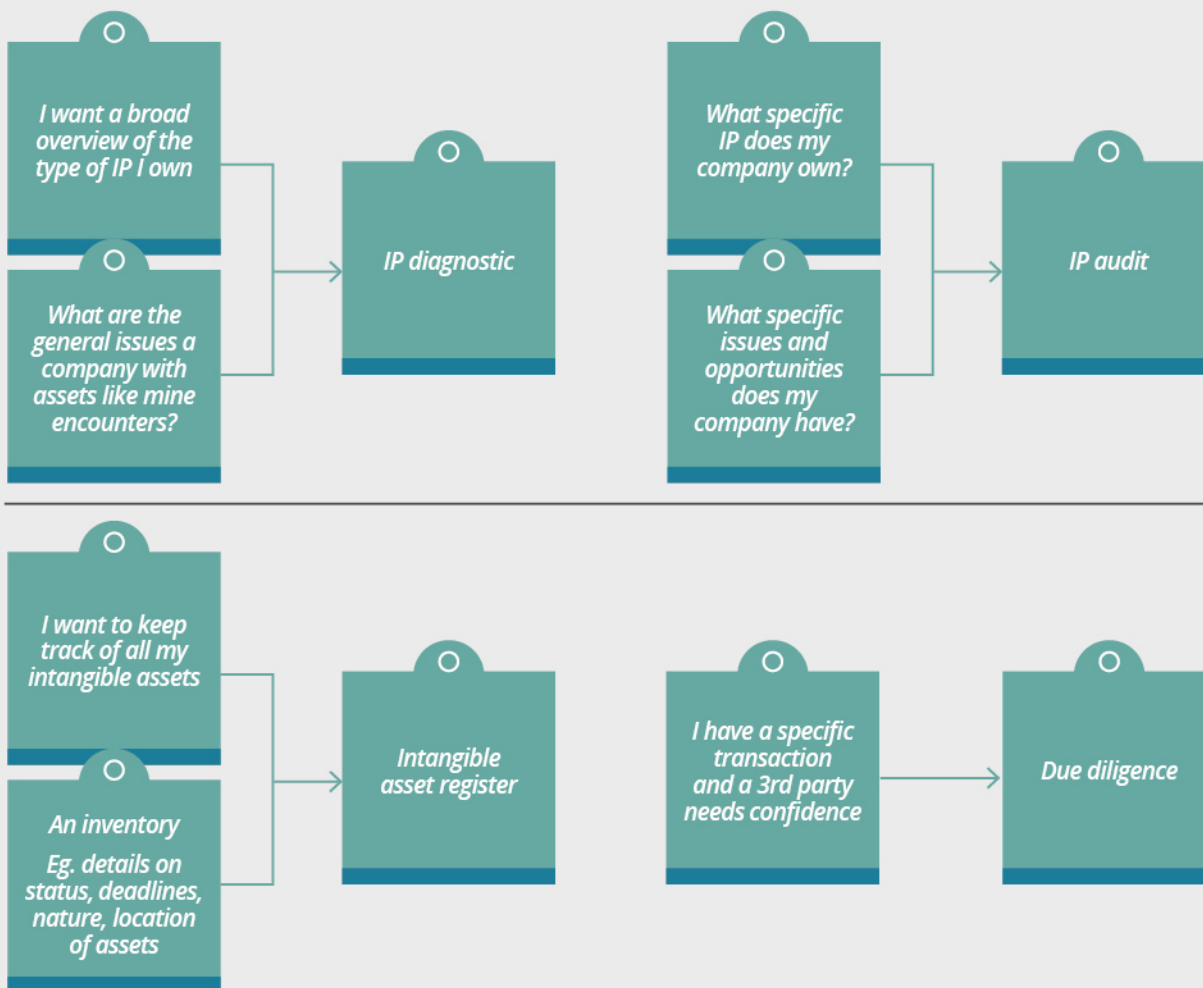 I want a broad
overview of the
type of IP I own
What are the
general issues a
company with
assets like mine
encounters?
IP diagnostic
What specific
IP does my
company own?
What specific
issues and
opportunities
does my
company have?
IP audit
I want to keep
track of all my
intangible assets
An inventory
Eg. details on
status, deadlines,
nature, location
of assets
Intangible
asset register
I have a specific
transaction
and a 3rd party
needs confidence
Due diligence